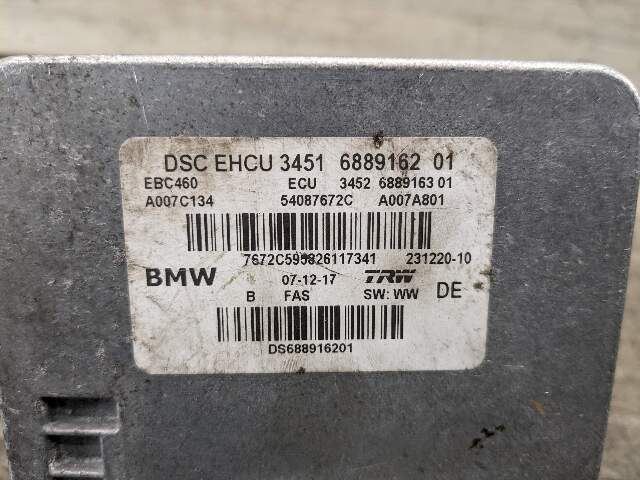 DSC EHCU 3451 6889162 01
EBC460 ECU 3452 6889163 01
A007C134 54087672C A007A801
7672C595826117341 231220-10
BMW 07-12-17 TRW DE
B FAS SW: WW
DS688916201